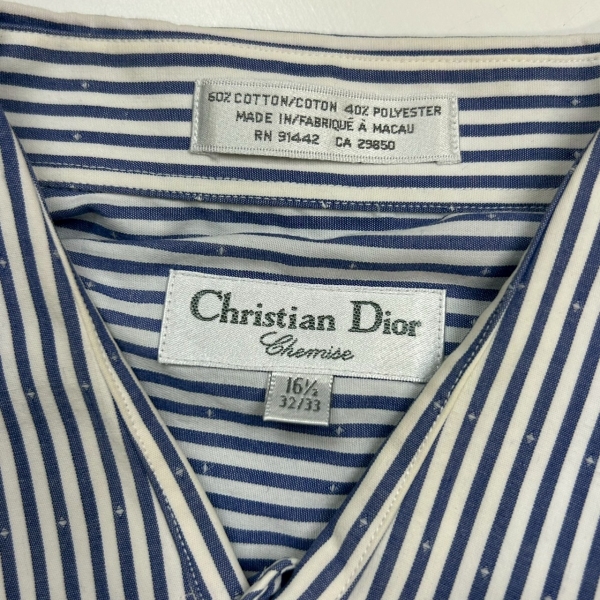 60% COTTON/COTON 40% POLYESTER
MADE IN/FABRIQUÉ À MACAU
RN 91442 CA 29850
Christian Dior
Chemise
16½
32/33